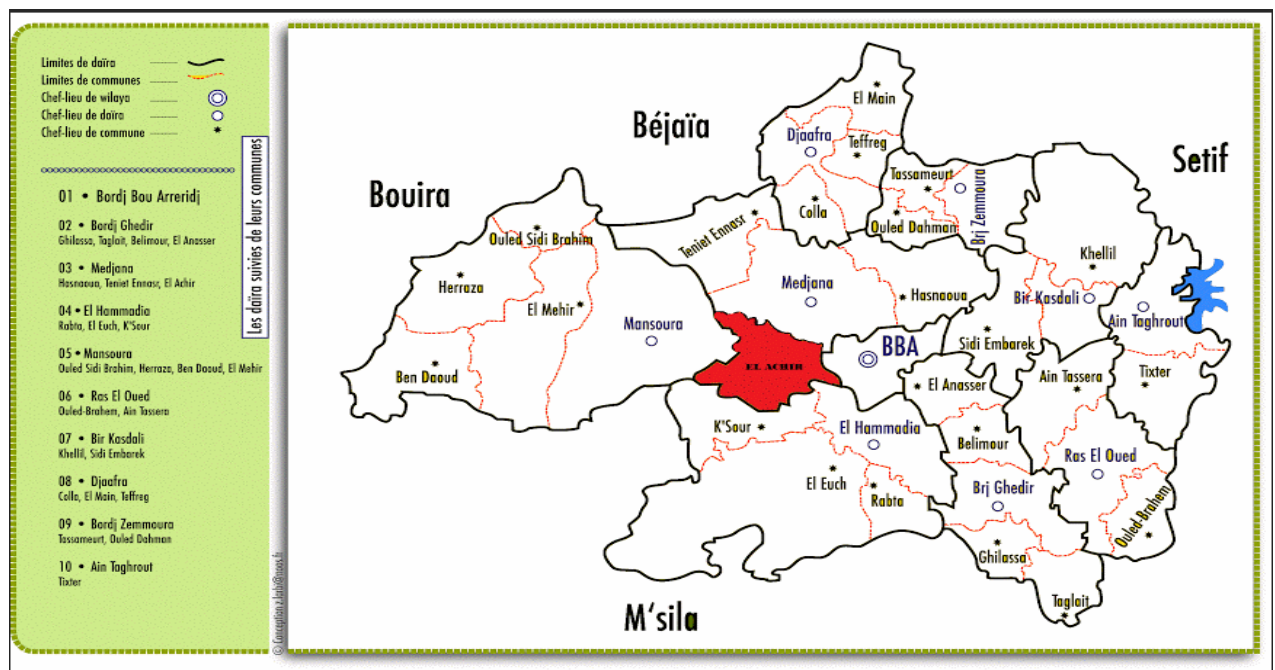 Limites de daïra
Limites de communes
Chef-lieu de wilaya
Chef-lieu de daïra
Chef-lieu de commune
Les daïra suivies de leurs communes
01 • Bordj Bou Arreridj
02 • Bordj Ghedir
Ghilassa, Taglait, Belimour, El Anasser
03 • Medjana
Hasnaoua, Teniet Ennasr, El Achir
04 • El Hammadia
Rabta, El Euch, K'Sour
05 • Mansoura
Ouled Sidi Brahim, Herraza, Ben Daoud, El Mehir
06 • Ras El Oued
Ouled-Brahem, Ain Tassera
07 • Bir Kasdali
Khellil, Sidi Embarek
08 • Djaafra
Colla, El Main, Teffreg
09 • Bordj Zemmoura
Tassameurt, Ouled Dahman
10 • Ain Taghrout
Tixter
© Conception z.larbi@noos.fr
Béjaïa
Setif
Bouira
M'sila
El Main
Djaafra
Teffreg
Tassameurt
Brj Zemmoura
Colla
Ouled Dahman
Teniel Ennasr
Ouled Sidi Brahim
Khellil
Herraza
Medjana
Hasnaoua
Bir Kasdali
El Mehir
Mansoura
Ain Taghrout
BBA
Sidi Embarek
EL ACHIR
Ben Daoud
El Anasser
Ain Tassera
Tixter
K'Sour
El Hammadia
Belimour
Ras El Oued
El Euch
Rabta
Brj Ghedir
Ouled-Brahem
Ghilassa
Taglait